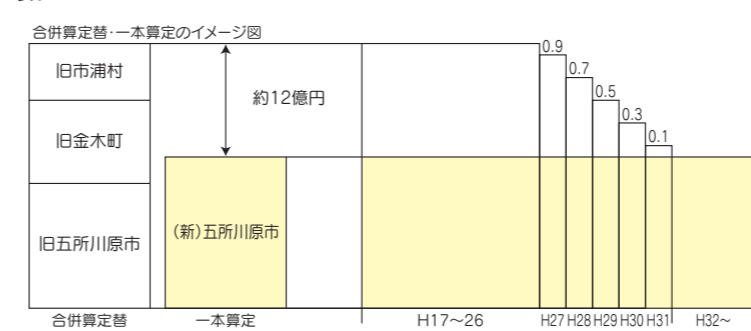 合併算定替・一本算定のイメージ図
旧市浦村
旧金木町
旧五所川原市
約12億円
(新)五所川原市
0.9
0.7
0.5
0.3
0.1
合併算定替
一本算定
H17〜26
H27
H28
H29
H30
H31
H32〜